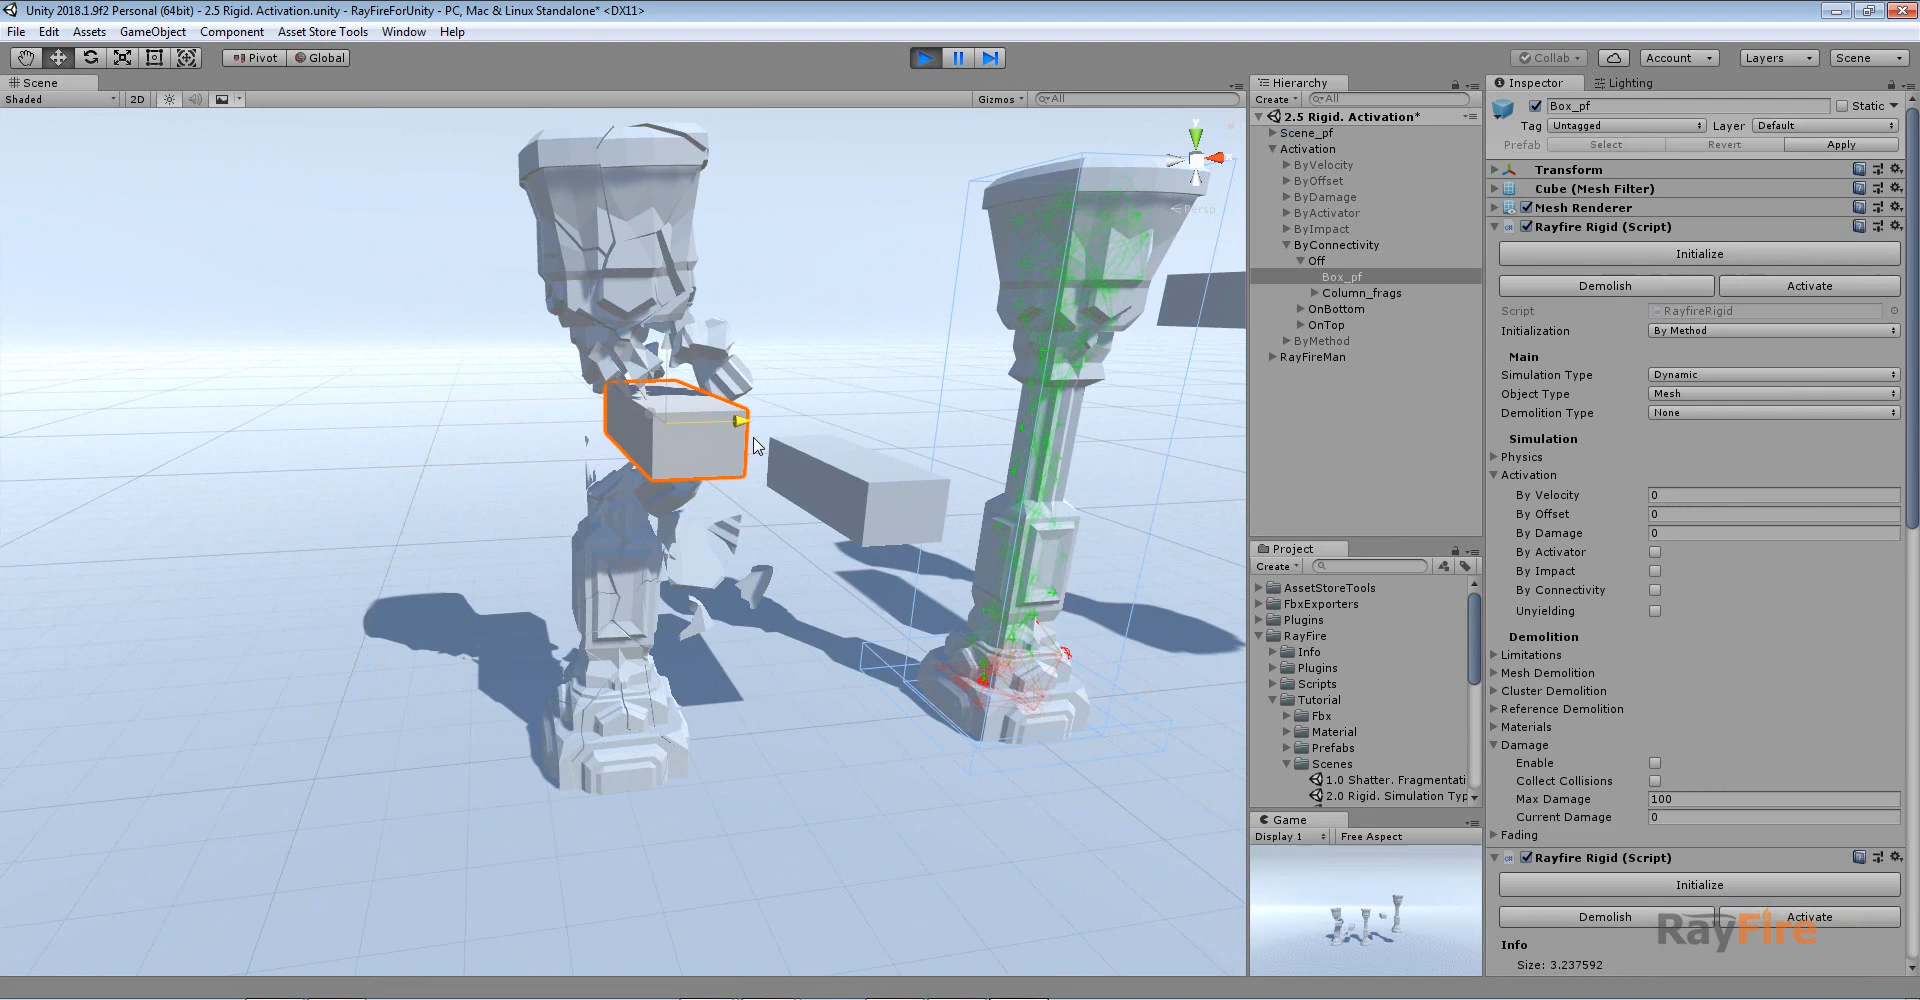 Unity 2018.1.9f2 Personal (64bit) - 2.5 Rigid. Activation.unity - RayFireForUnity - PC, Mac & Linux Standalone* <DX11>
File Edit Assets GameObject Component Asset Store Tools Window Help
Pivot Global Collab Account Layers Scene
Scene
Shaded 2D Gizmos All
y
x
Persp
Hierarchy
Create All
2.5 Rigid. Activation*
Scene_pf
Activation
ByVelocity
ByOffset
ByDamage
ByActivator
ByImpact
ByConnectivity
Off
Box_pf
Column_frags
OnBottom
OnTop
ByMethod
RayFireMan
Project
Create
AssetStoreTools
FbxExporters
Plugins
RayFire
Info
Plugins
Scripts
Tutorial
Fbx
Material
Prefabs
Scenes
1.0 Shatter. Fragmentati
2.0 Rigid. Simulation Typ
Game
Display 1 Free Aspect
Inspector Lighting
Box_pf Static
Tag Untagged Layer Default
Prefab Select Revert Apply
Transform
Cube (Mesh Filter)
Mesh Renderer
Rayfire Rigid (Script)
Initialize
Demolish Activate
Script RayfireRigid
Initialization By Method
Main
Simulation Type Dynamic
Object Type Mesh
Demolition Type None
Simulation
Physics
Activation
By Velocity 0
By Offset 0
By Damage 0
By Activator
By Impact
By Connectivity
Unyielding
Demolition
Limitations
Mesh Demolition
Cluster Demolition
Reference Demolition
Materials
Damage
Enable
Collect Collisions
Max Damage 100
Current Damage 0
Fading
Rayfire Rigid (Script)
Initialize
Demolish Activate
RayFire
Info
Size: 3.237592